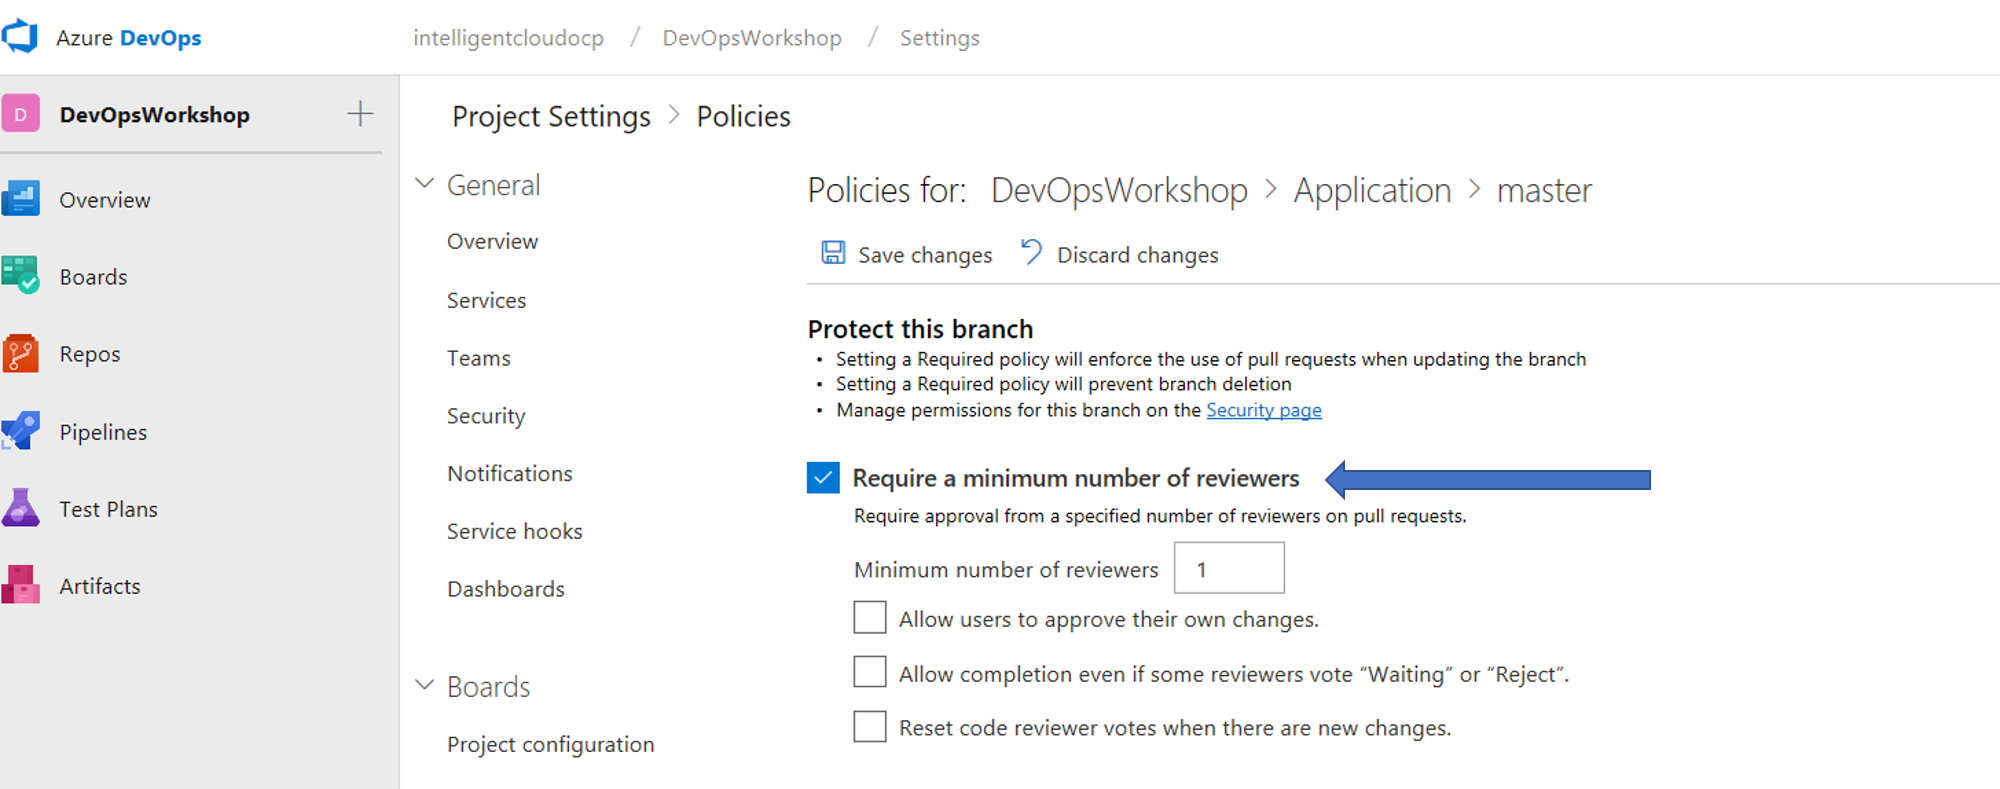 Azure DevOps
intelligentcloudocp / DevOpsWorkshop / Settings
D DevOpsWorkshop
Overview
Boards
Repos
Pipelines
Test Plans
Artifacts
Project Settings > Policies
General
Overview
Services
Teams
Security
Notifications
Service hooks
Dashboards
Boards
Project configuration
Policies for: DevOpsWorkshop > Application > master
Save changes Discard changes
Protect this branch
• Setting a Required policy will enforce the use of pull requests when updating the branch
• Setting a Required policy will prevent branch deletion
• Manage permissions for this branch on the Security page
Require a minimum number of reviewers
Require approval from a specified number of reviewers on pull requests.
Minimum number of reviewers 1
Allow users to approve their own changes.
Allow completion even if some reviewers vote “Waiting” or “Reject”.
Reset code reviewer votes when there are new changes.